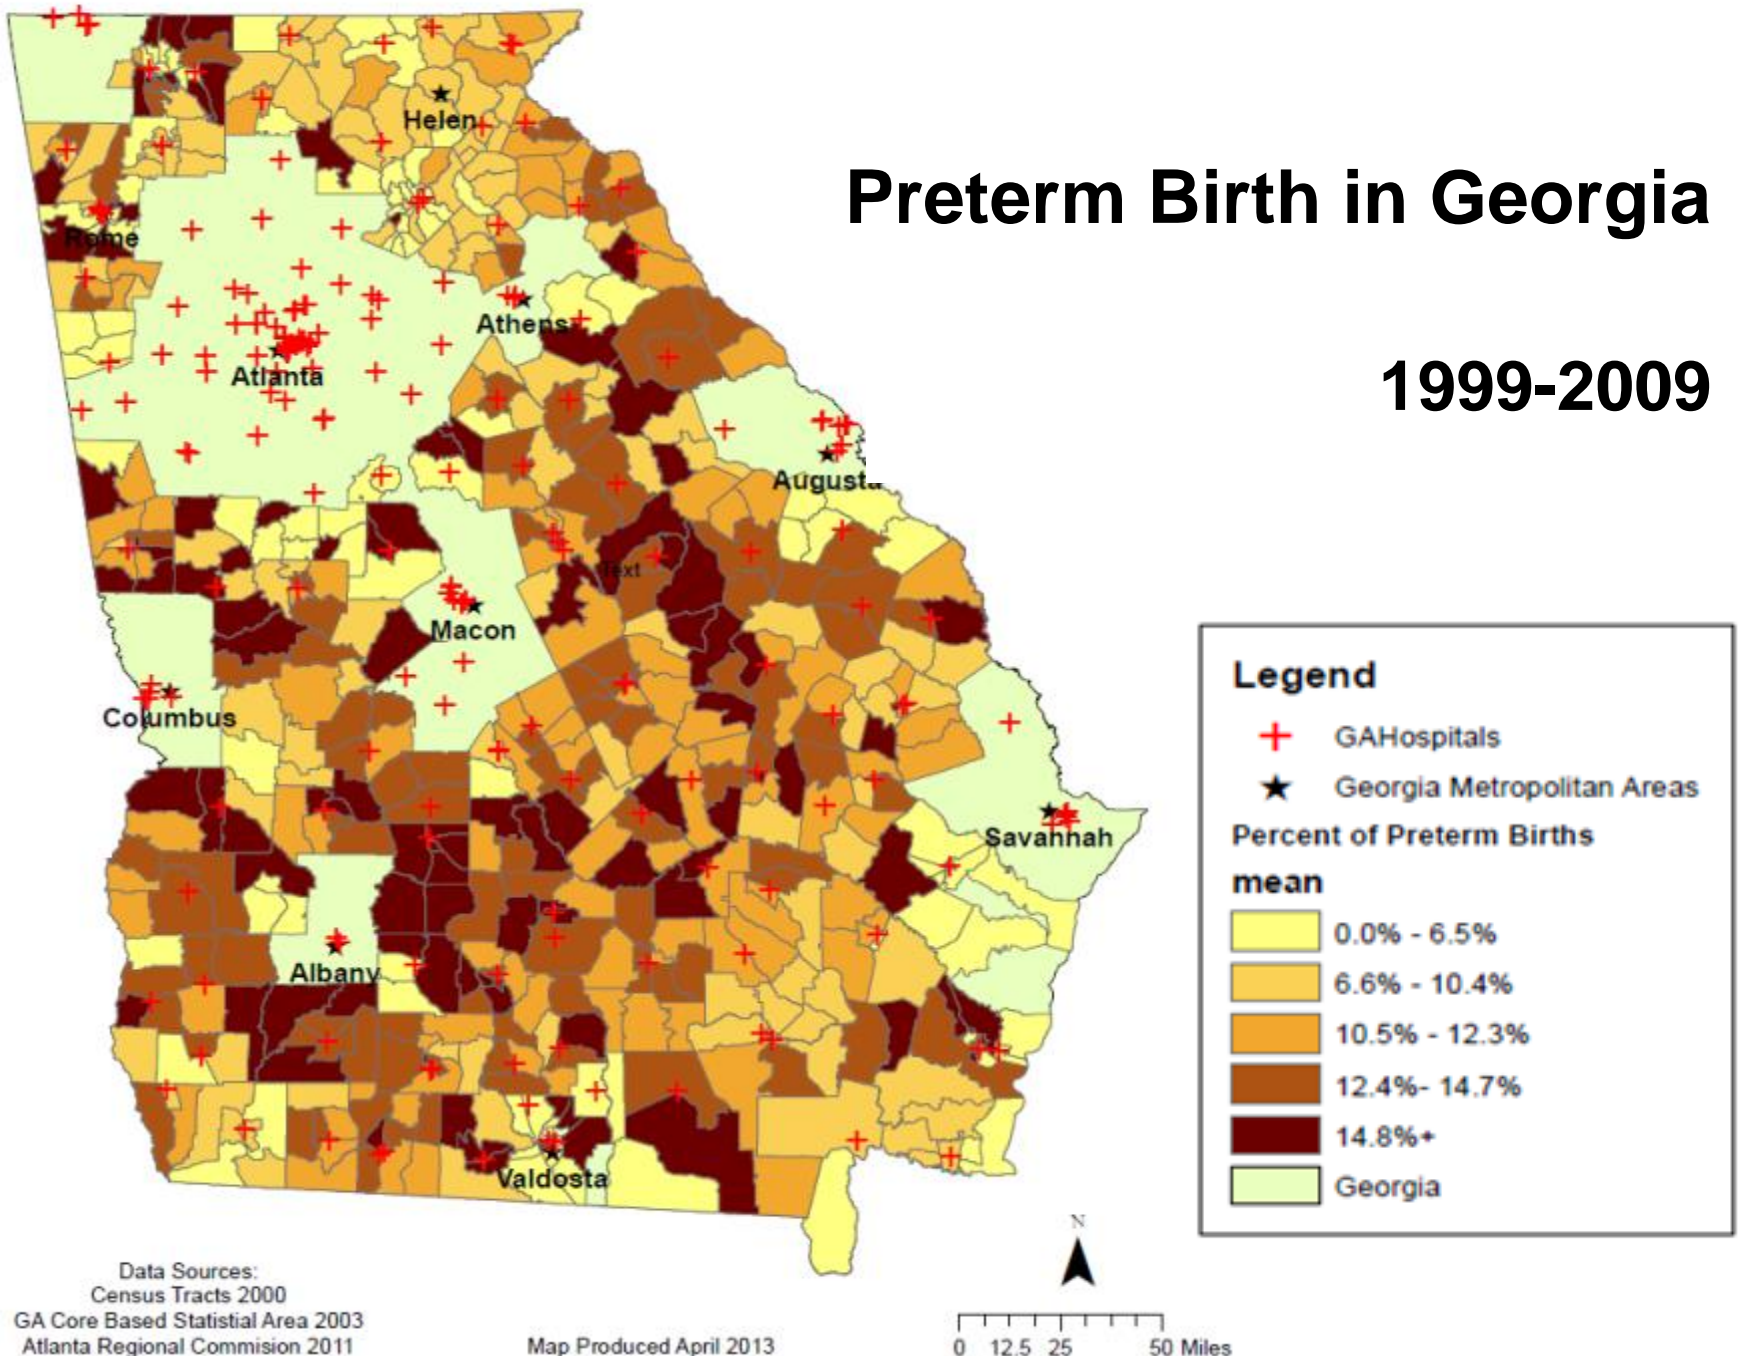 Preterm Birth in Georgia
1999-2009
Helen
Rome
Athens
Atlanta
Augusta
Text
Macon
Columbus
Savannah
Albany
Valdosta
Legend
GAHospitals
Georgia Metropolitan Areas
Percent of Preterm Births
mean
0.0% - 6.5%
6.6% - 10.4%
10.5% - 12.3%
12.4%- 14.7%
14.8%+
Georgia
N
Data Sources:
Census Tracts 2000
GA Core Based Statistial Area 2003
Atlanta Regional Commision 2011
Map Produced April 2013
0 12.5 25 50 Miles